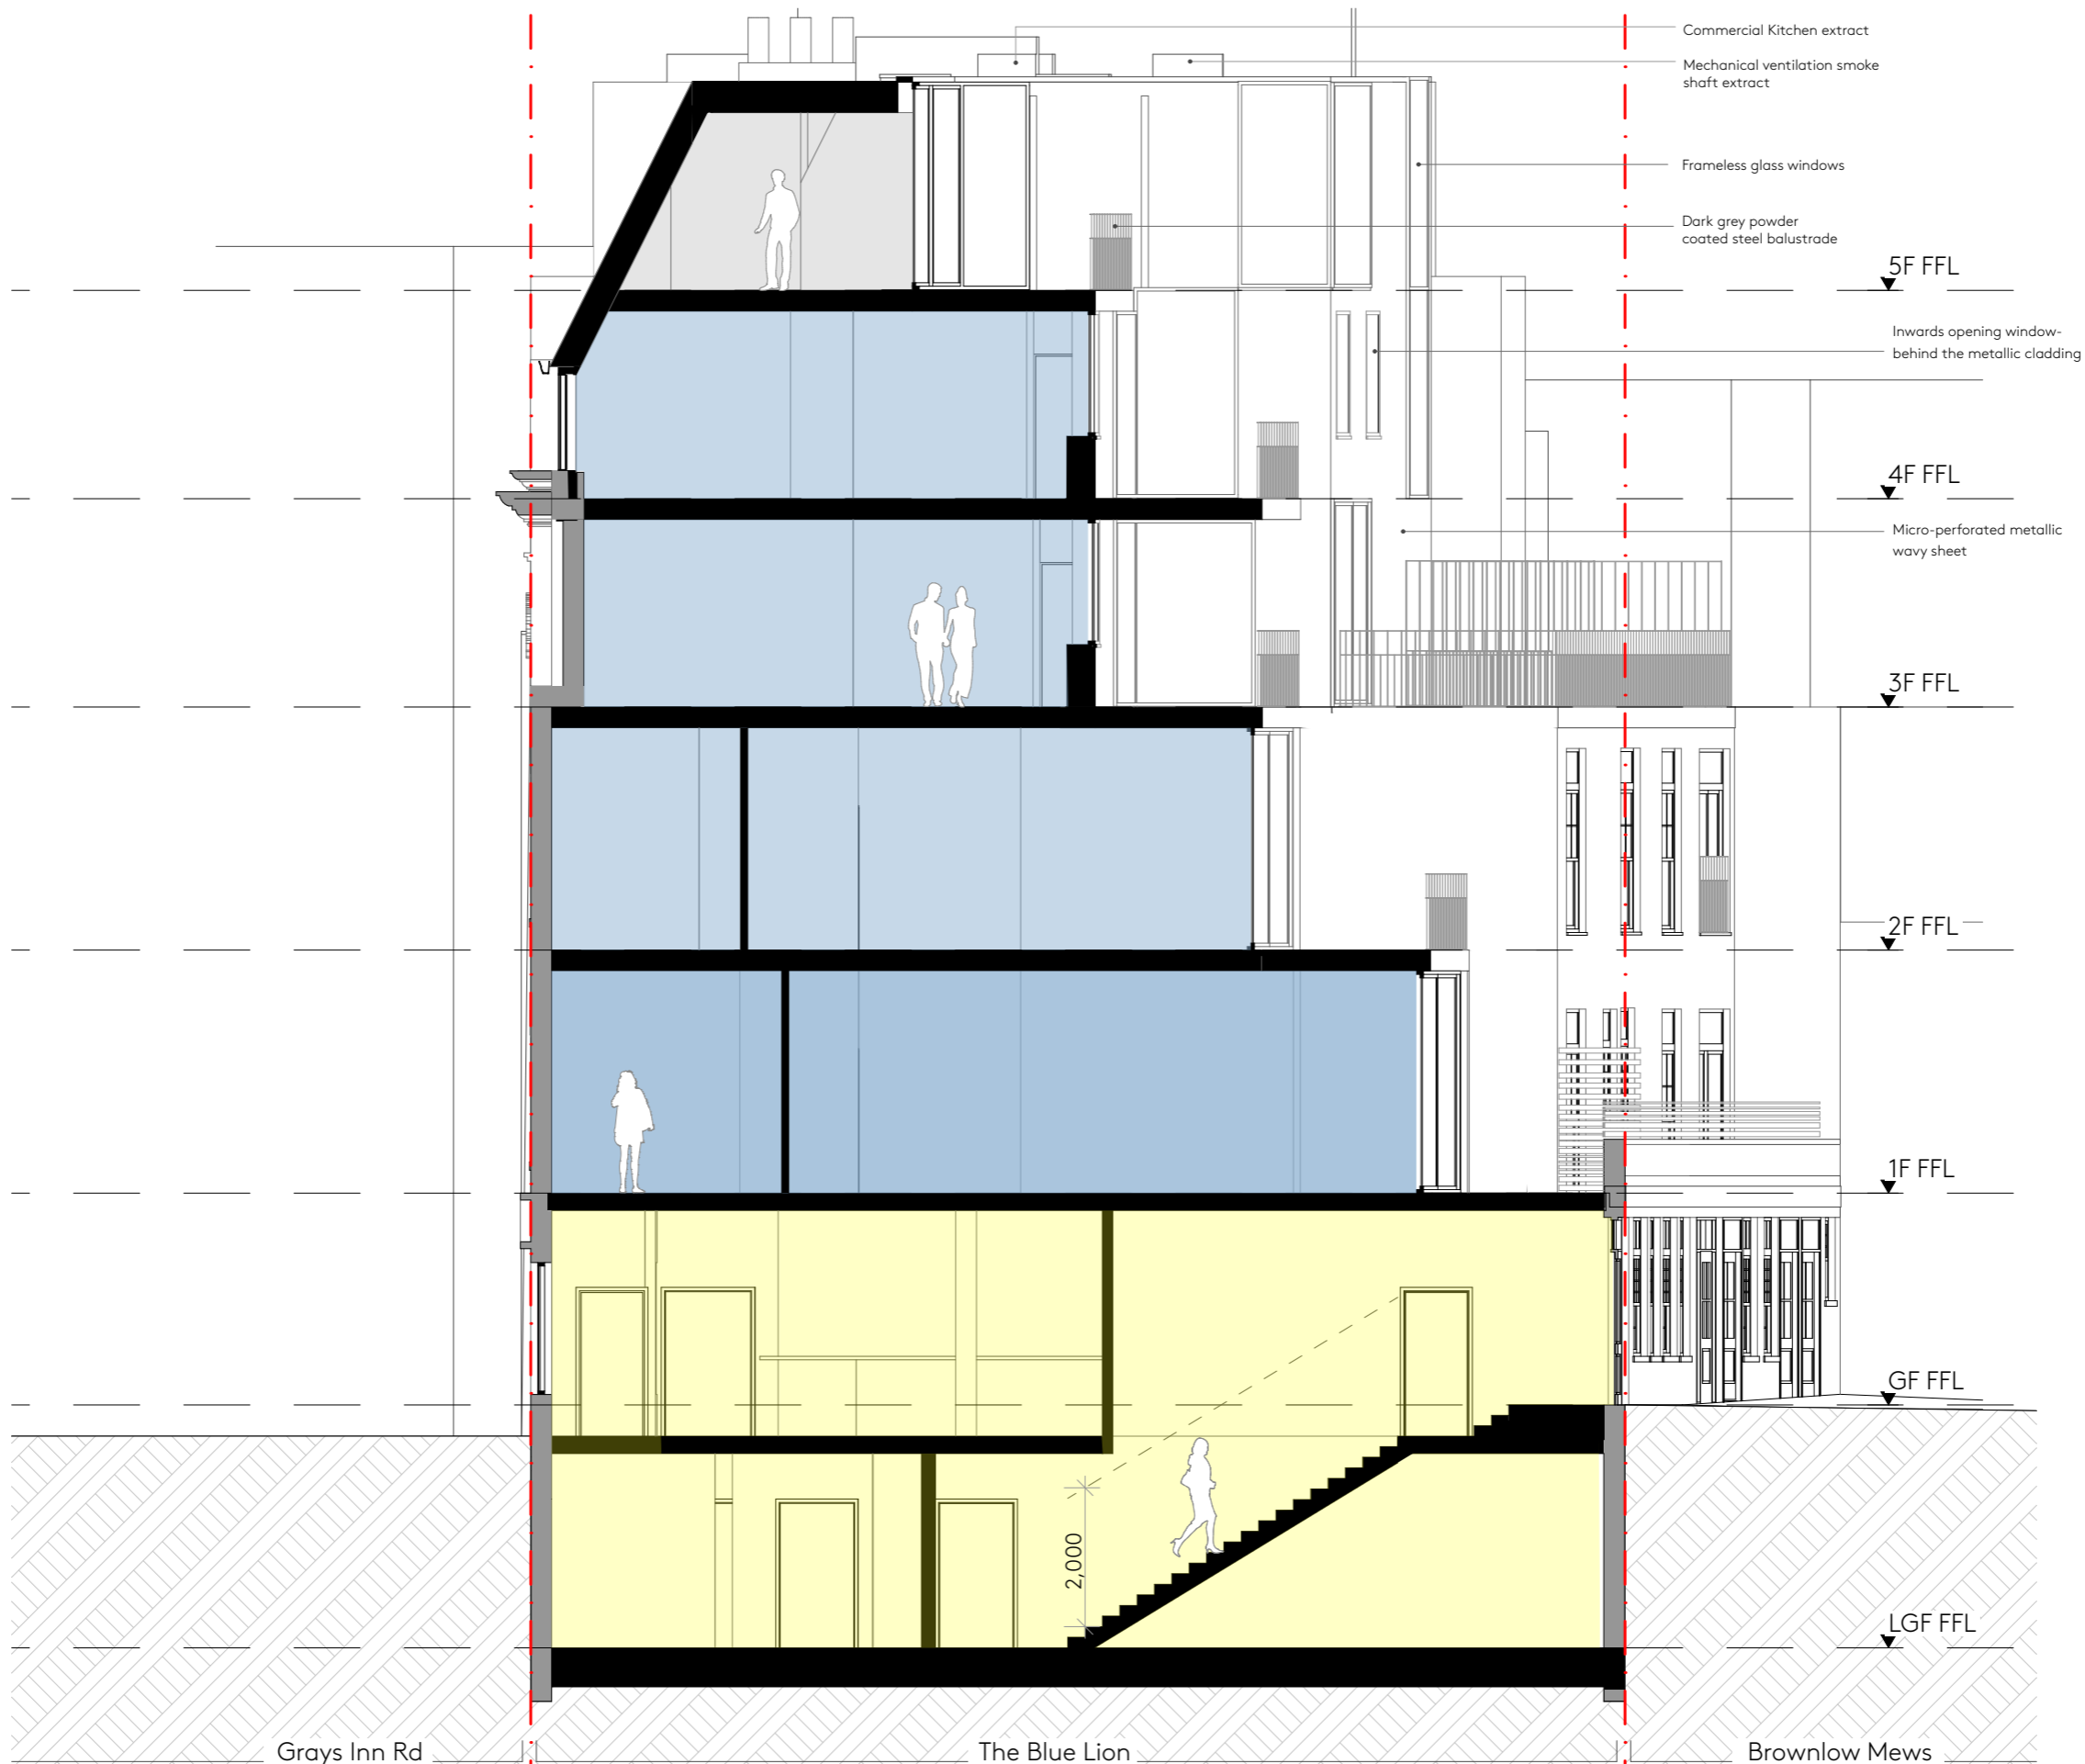 Commercial Kitchen extract
Mechanical ventilation smoke
shaft extract
Frameless glass windows
Dark grey powder
coated steel balustrade
5F FFL
Inwards opening window-
behind the metallic cladding
4F FFL
Micro-perforated metallic
wavy sheet
3F FFL
2F FFL
1F FFL
GF FFL
2,000
LGF FFL
Grays Inn Rd
The Blue Lion
Brownlow Mews